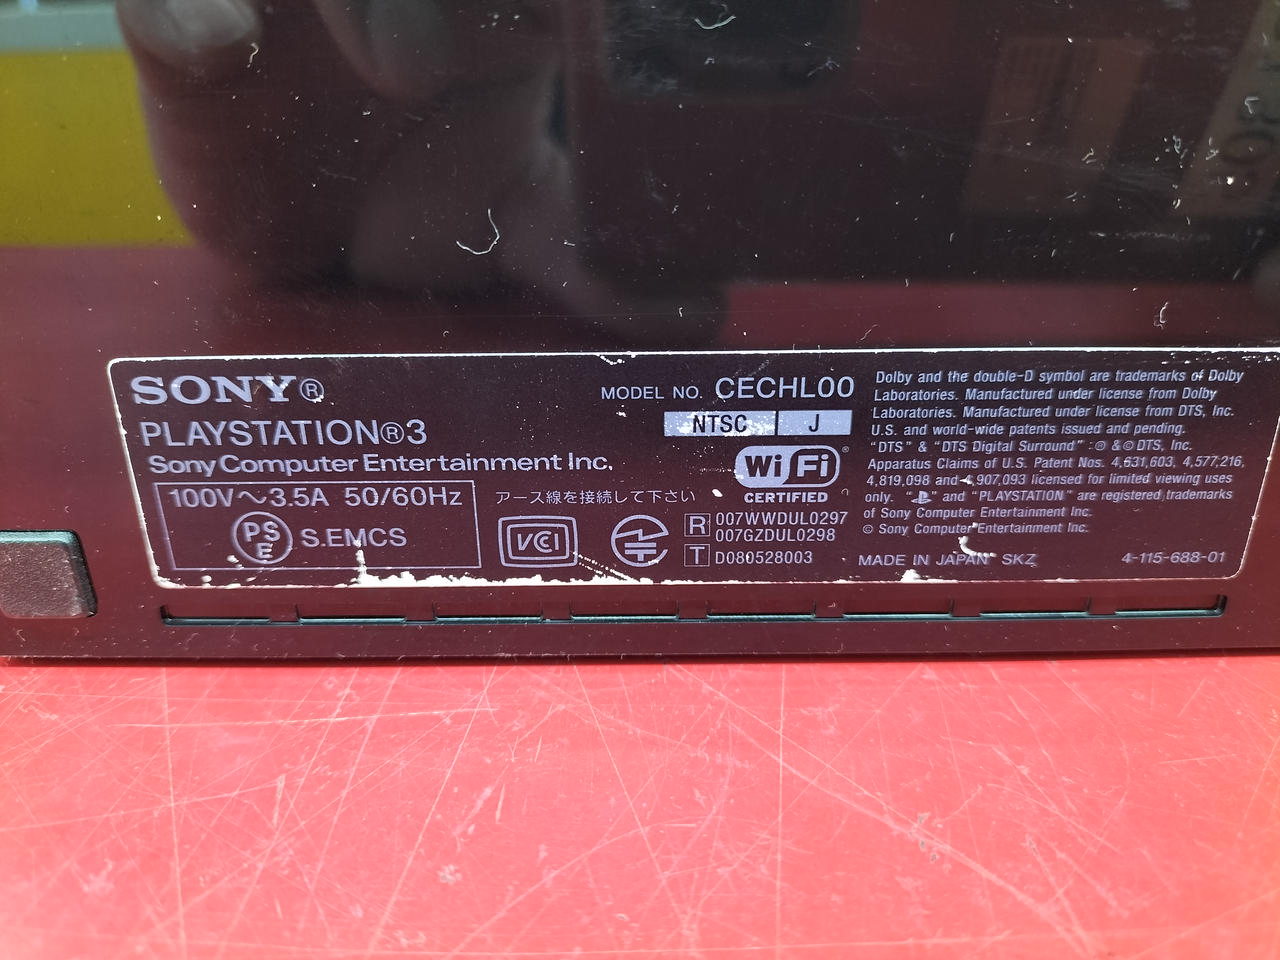 SONY®
PLAYSTATION®3
Sony Computer Entertainment Inc.
100V～3.5A 50/60Hz
PS
E
S.EMCS
MODEL NO. CECHL00
NTSC J
Wi Fi ®
CERTIFIED
アース線を接続して下さい
VCI
R 007WWDUL0297
007GZDUL0298
T D080528003
Dolby and the double-D symbol are trademarks of Dolby
Laboratories. Manufactured under license from Dolby
Laboratories. Manufactured under license from DTS, Inc.
U.S. and world-wide patents issued and pending.
"DTS" & "DTS Digital Surround" : ® & © DTS, Inc.
Apparatus Claims of U.S. Patent Nos. 4,631,603, 4,577,216,
4,819,098 and 4,907,093 licensed for limited viewing uses
only. " " and "PLAYSTATION" are registered trademarks
of Sony Computer Entertainment Inc.
© Sony Computer Entertainment Inc.
MADE IN JAPAN SKZ 4-115-688-01